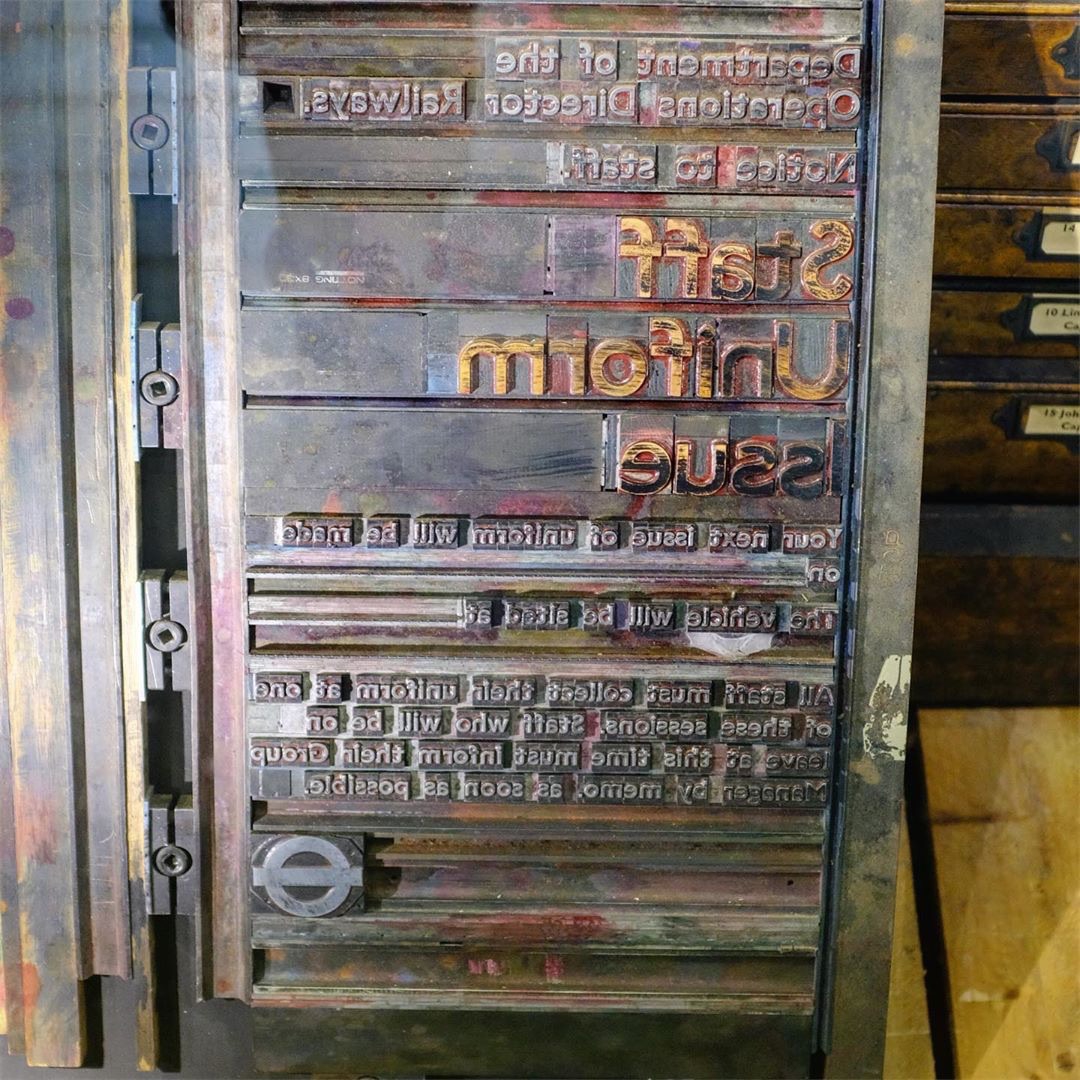 Department of the
Operations Director Railways.
Notice to staff.
Staff
Uniform
Issue
Your next issue of uniform will be made
on
The vehicle will be sited at
All staff must collect their uniform at one
of these sessions. Staff who will be on
leave at this time must inform their Group
Manager by memo. as soon as possible.
NOTTING 8x30
14
10 Lin
Ca
15 Joh
Cap